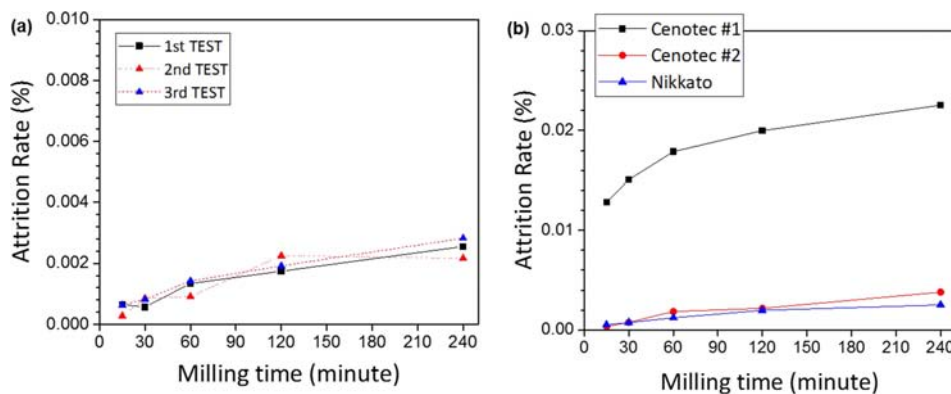 (a)
0.010
0.008
0.006
0.004
0.002
0.000
Attrition Rate (%)
1st TEST
2nd TEST
3rd TEST
0 30 60 90 120 150 180 210 240
Milling time (minute)
(b)
0.03
0.02
0.01
0.00
Attrition Rate (%)
Cenotec #1
Cenotec #2
Nikkato
0 30 60 90 120 150 180 210 240
Milling time (minute)